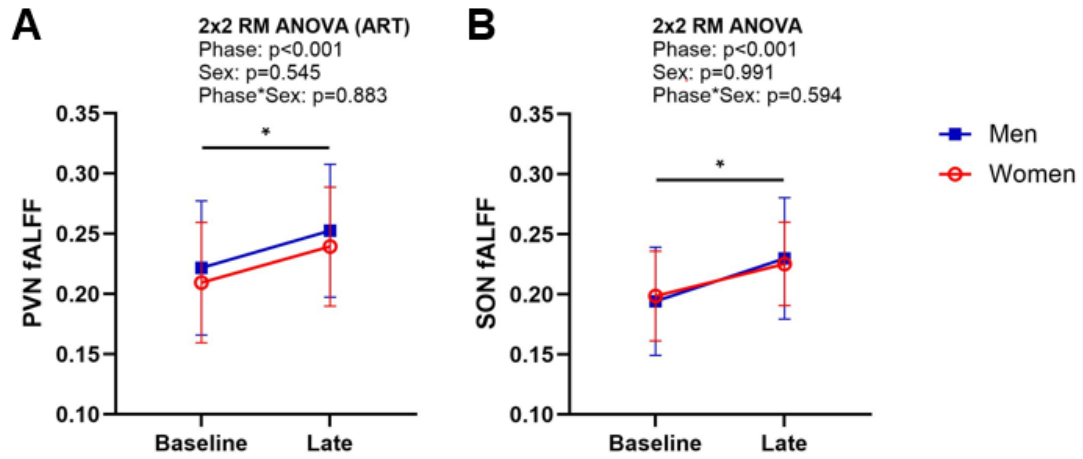 A
2x2 RM ANOVA (ART)
Phase: p<0.001
Sex: p=0.545
Phase*Sex: p=0.883
PVN fALFF
0.35
0.30
0.25
0.20
0.15
0.10
*
Baseline
Late
B
2x2 RM ANOVA
Phase: p<0.001
Sex: p=0.991
Phase*Sex: p=0.594
SON fALFF
0.35
0.30
0.25
0.20
0.15
0.10
*
Baseline
Late
Men
Women